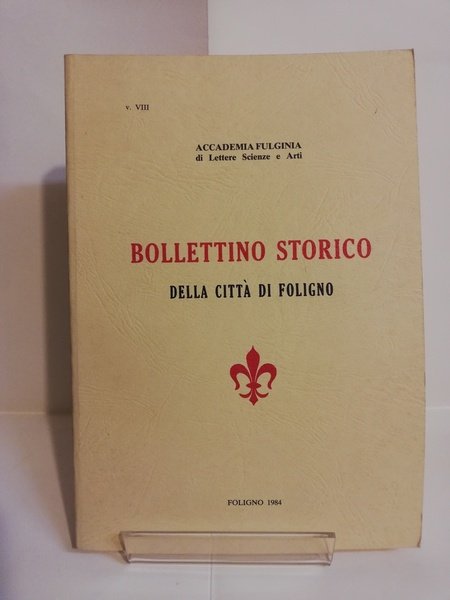 v. VIII
ACCADEMIA FULGINIA
di Lettere Scienze e Arti
BOLLETTINO STORICO
DELLA CITTÀ DI FOLIGNO
FOLIGNO 1984